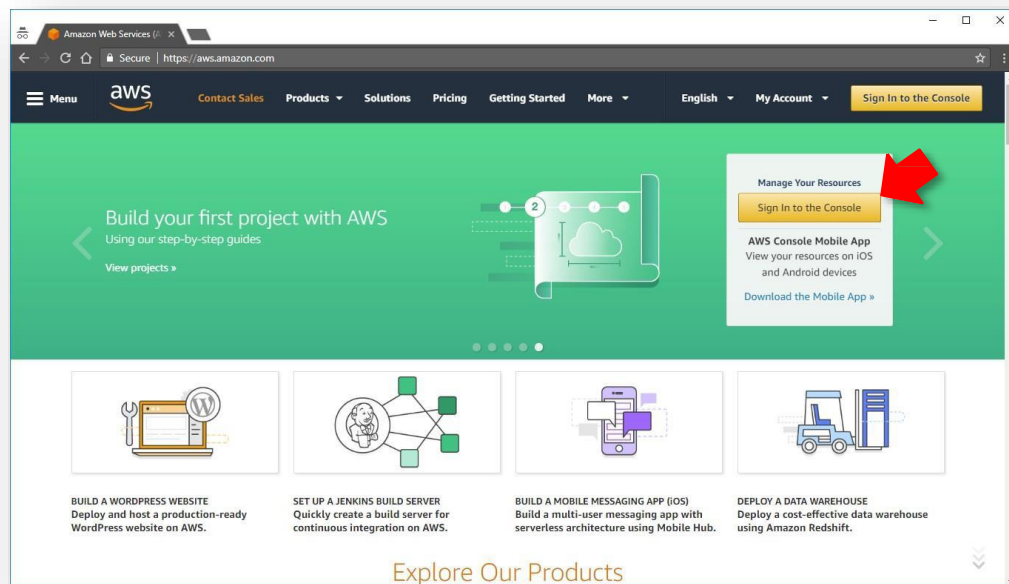 Amazon Web Services (A
Secure | https://aws.amazon.com
Menu aws Contact Sales Products Solutions Pricing Getting Started More English My Account Sign In to the Console
Build your first project with AWS
Using our step-by-step guides
View projects »
2
Manage Your Resources
Sign In to the Console
AWS Console Mobile App
View your resources on iOS
and Android devices
Download the Mobile App »
BUILD A WORDPRESS WEBSITE
Deploy and host a production-ready
WordPress website on AWS.
SET UP A JENKINS BUILD SERVER
Quickly create a build server for
continuous integration on AWS.
BUILD A MOBILE MESSAGING APP (iOS)
Build a multi-user messaging app with
serverless architecture using Mobile Hub.
DEPLOY A DATA WAREHOUSE
Deploy a cost-effective data warehouse
using Amazon Redshift.
Explore Our Products